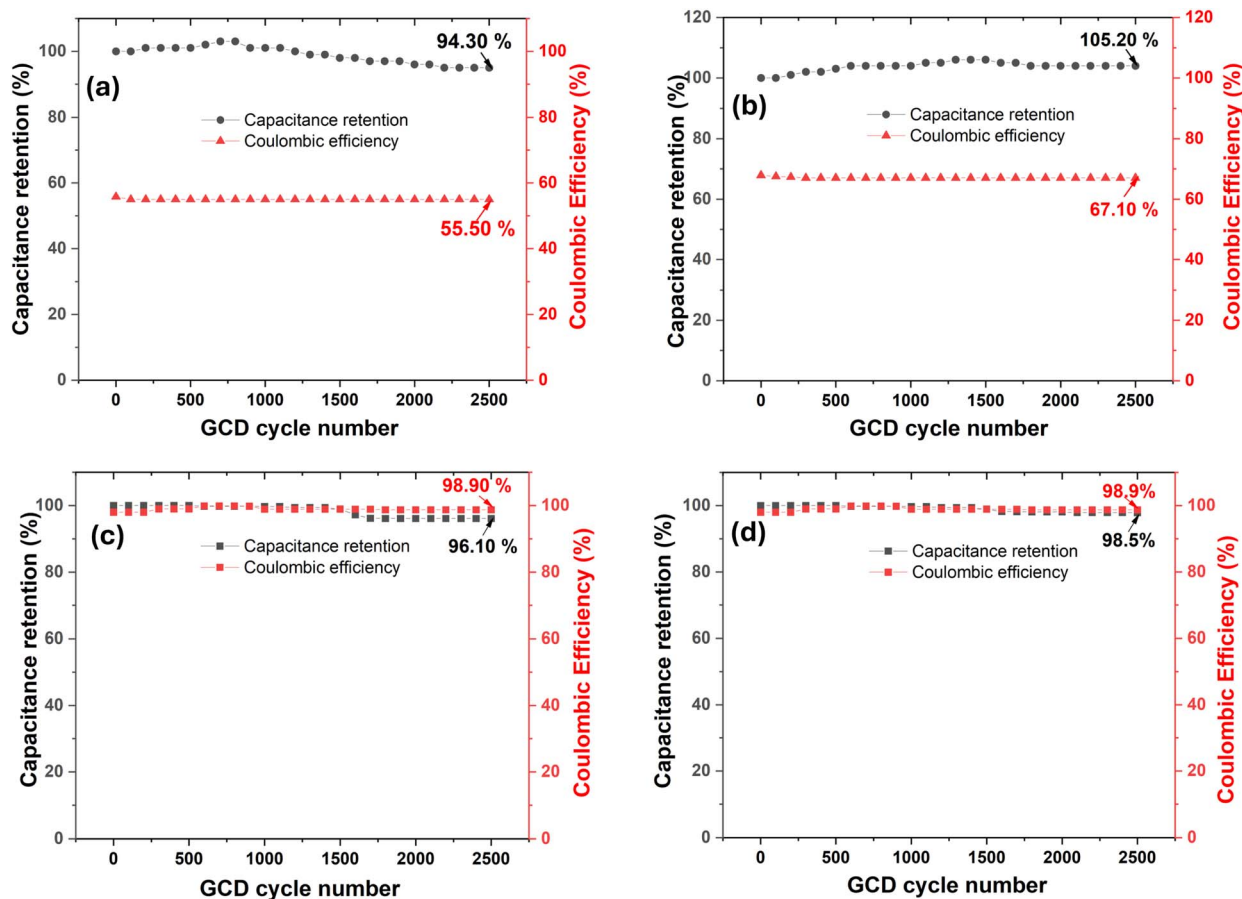 (a)
94.30 %
Capacitance retention
Coulombic efficiency
55.50 %
Capacitance retention (%)
0
20
40
60
80
100
Coulombic Efficiency (%)
0
20
40
60
80
100
0 500 1000 1500 2000 2500
GCD cycle number
(b)
105.20 %
Capacitance retention
Coulombic efficiency
67.10 %
Capacitance retention (%)
0
20
40
60
80
100
120
Coulombic Efficiency (%)
0
20
40
60
80
100
120
0 500 1000 1500 2000 2500
GCD cycle number
(c)
98.90 %
96.10 %
Capacitance retention
Coulombic efficiency
Capacitance retention (%)
0
20
40
60
80
100
Coulombic Efficiency (%)
0
20
40
60
80
100
0 500 1000 1500 2000 2500
GCD cycle number
(d)
98.9%
98.5%
Capacitance retention
Coulombic efficiency
Capacitance retention (%)
0
20
40
60
80
100
Coulombic Efficiency (%)
0
20
40
60
80
100
0 500 1000 1500 2000 2500
GCD cycle number